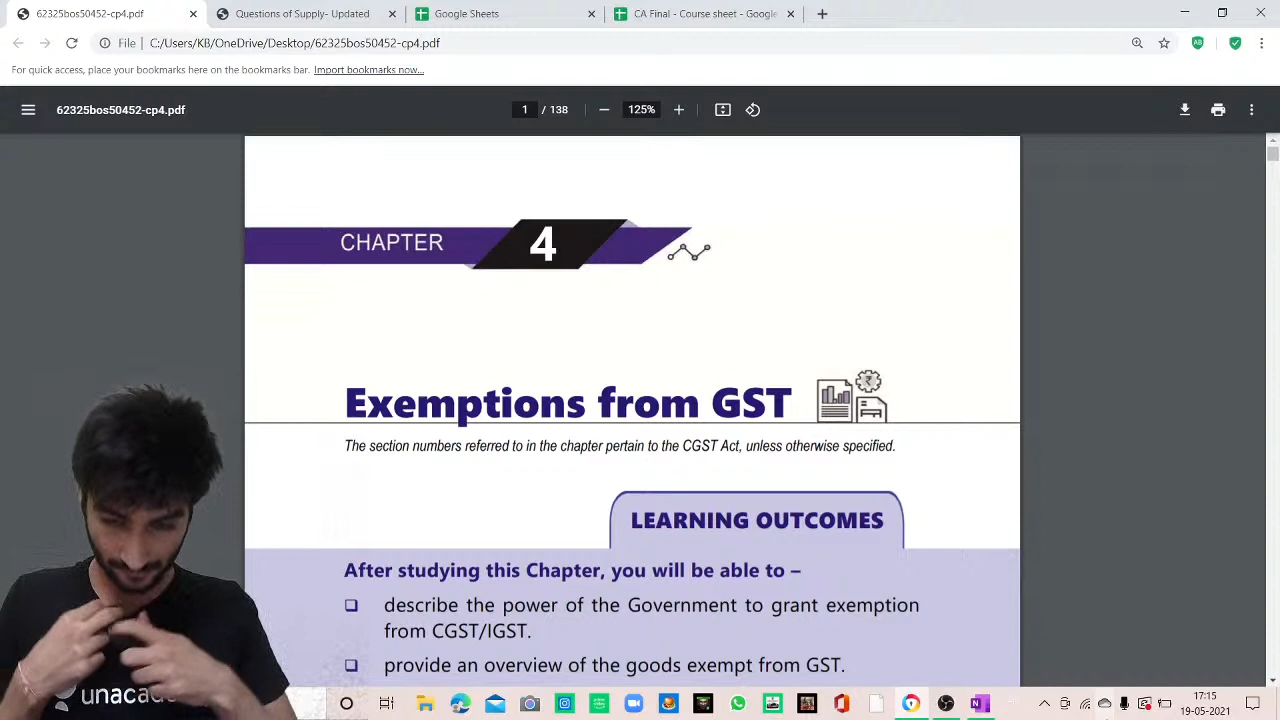 62325bos50452-cp4.pdf
Questions of Supply- Updated
Google Sheets
CA Final - Course sheet - Google
File
C:/Users/KB/OneDrive/Desktop/62325bos50452-cp4.pdf
For quick access, place your bookmarks here on the bookmarks bar. Import bookmarks now...
62325bos50452-cp4.pdf
1 / 138
125%
CHAPTER 4
Exemptions from GST
The section numbers referred to in the chapter pertain to the CGST Act, unless otherwise specified.
LEARNING OUTCOMES
After studying this Chapter, you will be able to –
❑ describe the power of the Government to grant exemption
from CGST/IGST.
❑ provide an overview of the goods exempt from GST.
unacad
17:15
19-05-2021